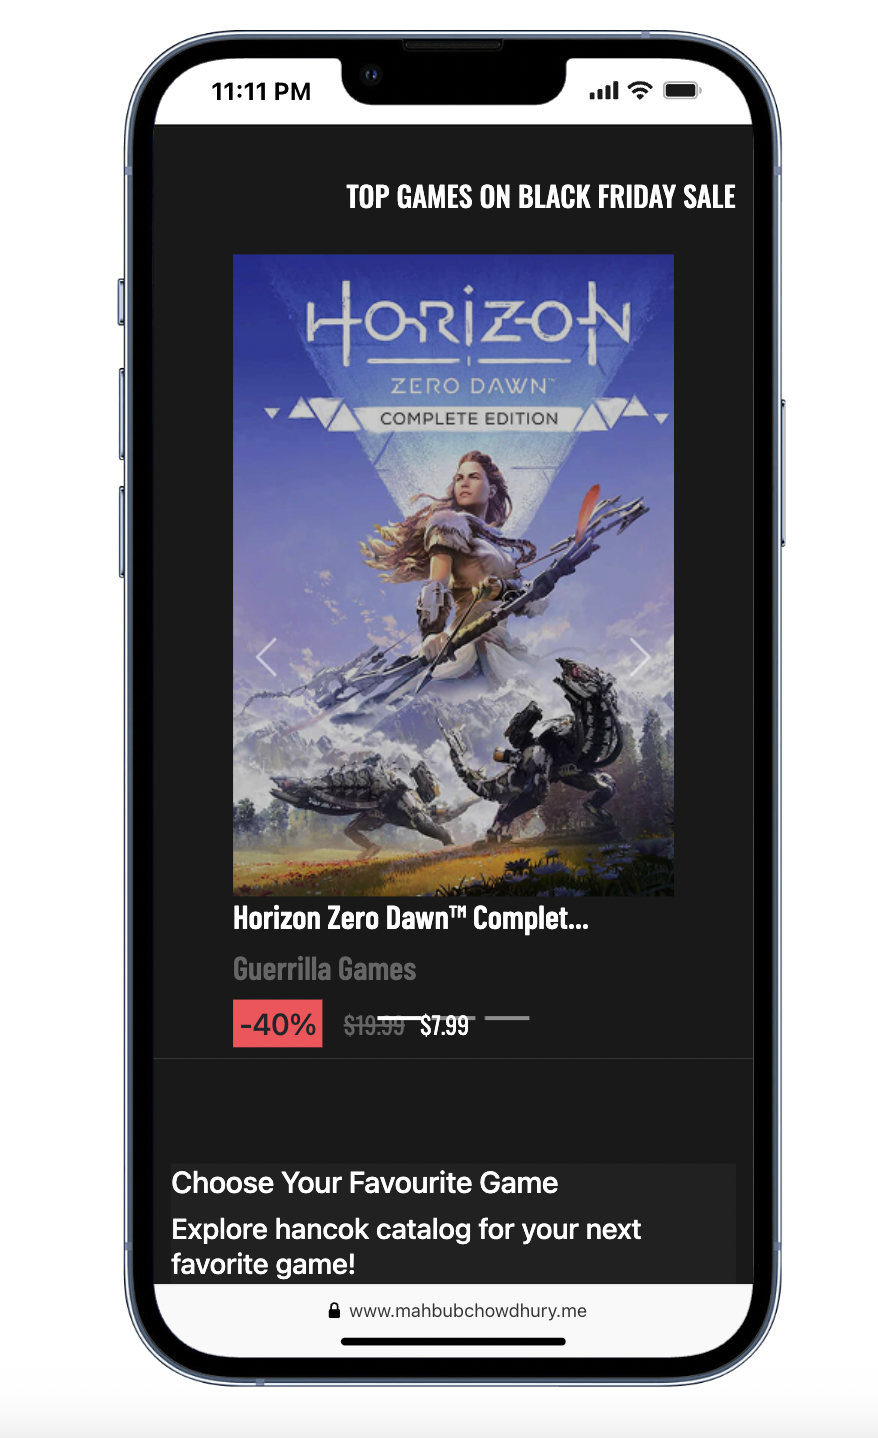 11:11 PM
TOP GAMES ON BLACK FRIDAY SALE
HORIZON
ZERO DAWN™
COMPLETE EDITION
Horizon Zero Dawn™ Complet...
Guerrilla Games
-40% $19.99 $7.99
Choose Your Favourite Game
Explore hancok catalog for your next
favorite game!
www.mahbubchowdhury.me